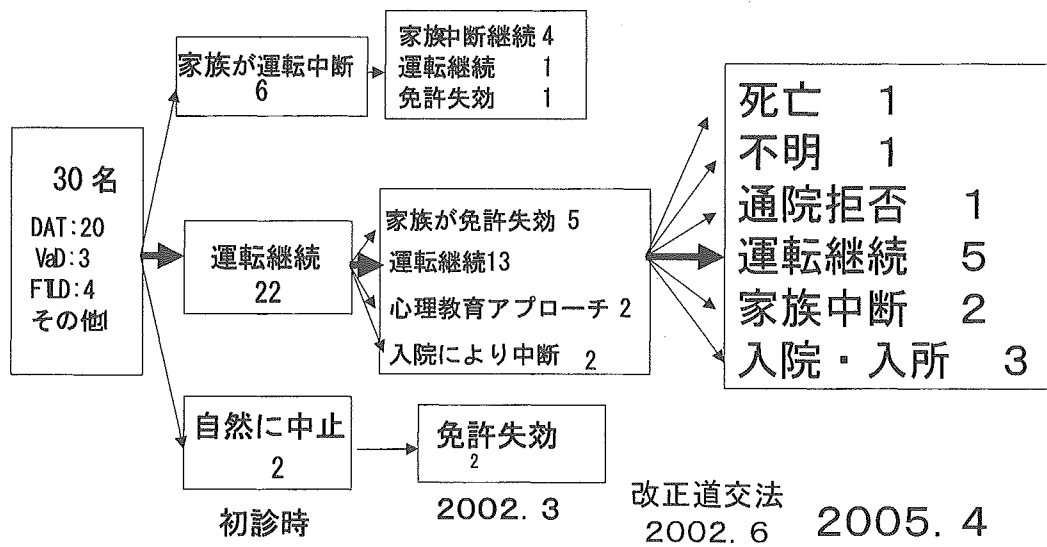 30 名
DAT:20
VaD:3
FTLD:4
家族が運転中断
6
家族中断継続 4
運転継続 1
免許失効 1
運転継続
22
家族が免許失効 5
運転継続13
心理教育アプローチ 2
入院により中断 2
死亡 1
不明 1
通院拒否 1
運転継続 5
家族中断 2
入院・入所 3
自然に中止
2
免許失効
2
初診時
2002. 3
改正道交法
2002. 6
2005. 4